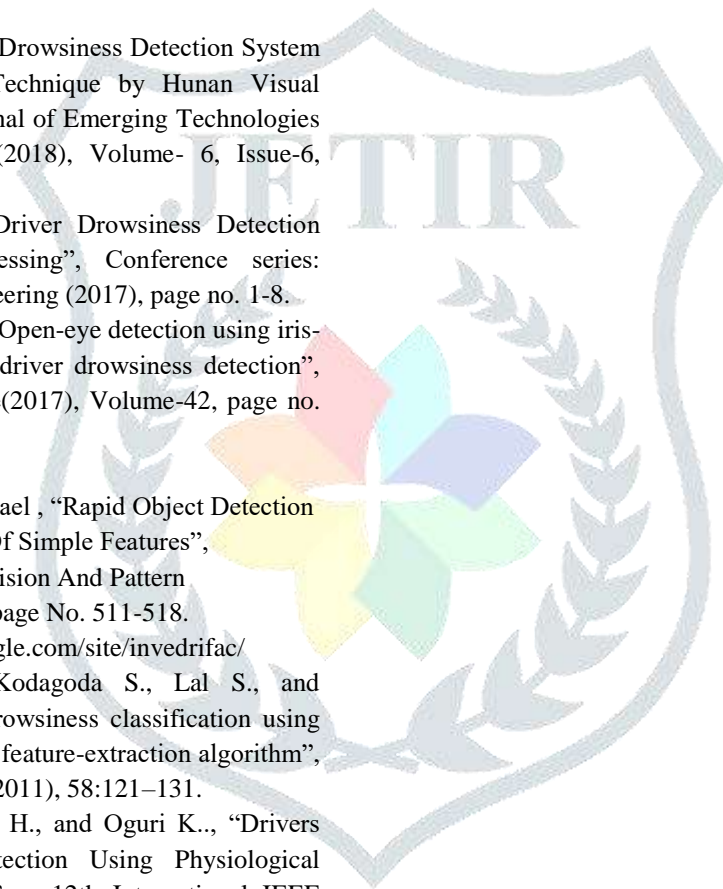 Drowsiness Detection System
Technique by Hunan Visual
nal of Emerging Technologies
(2018), Volume- 6, Issue-6,
JETIR
Driver Drowsiness Detection
essing”, Conference series:
eering (2017), page no. 1-8.
Open-eye detection using iris-
driver drowsiness detection”,
(2017), Volume-42, page no.
ael , “Rapid Object Detection
Of Simple Features”,
ision And Pattern
page No. 511-518.
gle.com/site/invedrifac/
Kodagoda S., Lal S., and
rowsiness classification using
feature-extraction algorithm”,
2011), 58:121–131.
H., and Oguri K.., “Drivers
tection Using Physiological
12th International IEEE